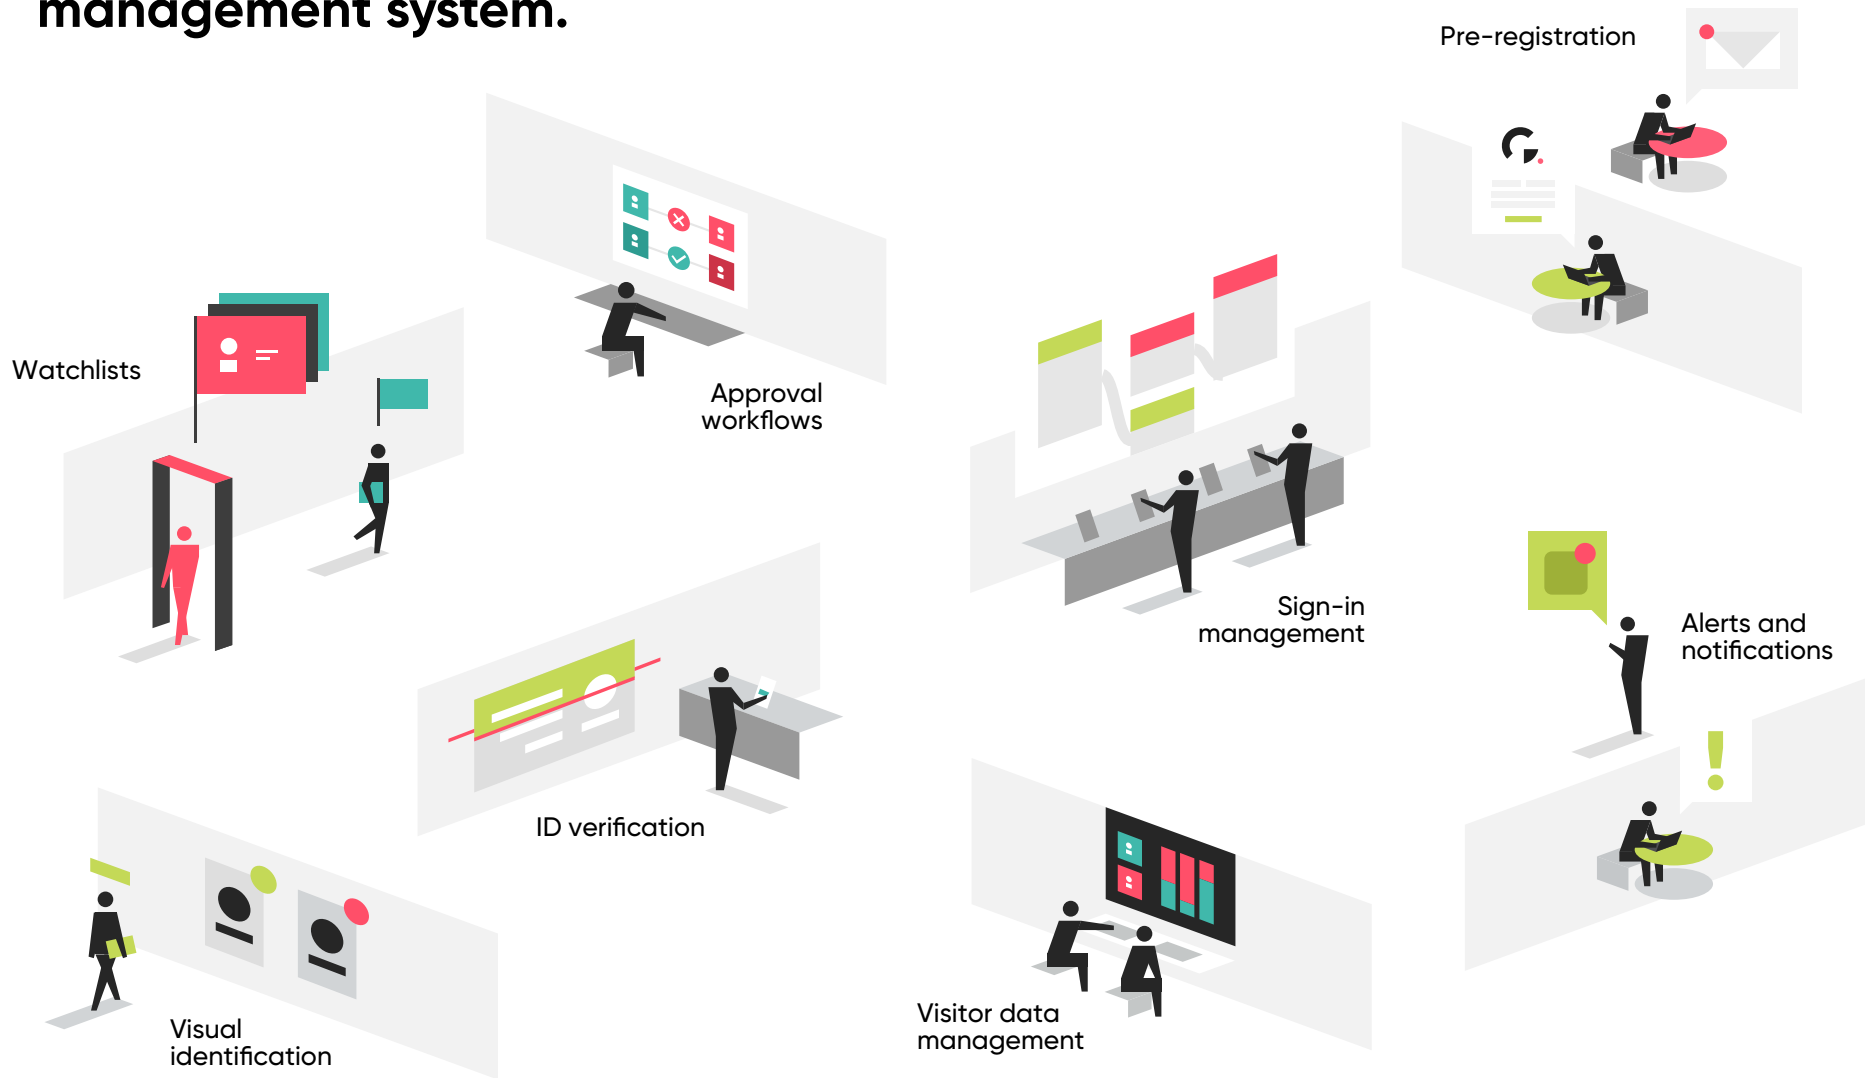 management system.
Pre-registration
Watchlists
Approval
workflows
Sign-in
management
Alerts and
notifications
ID verification
Visitor data
management
Visual
identification